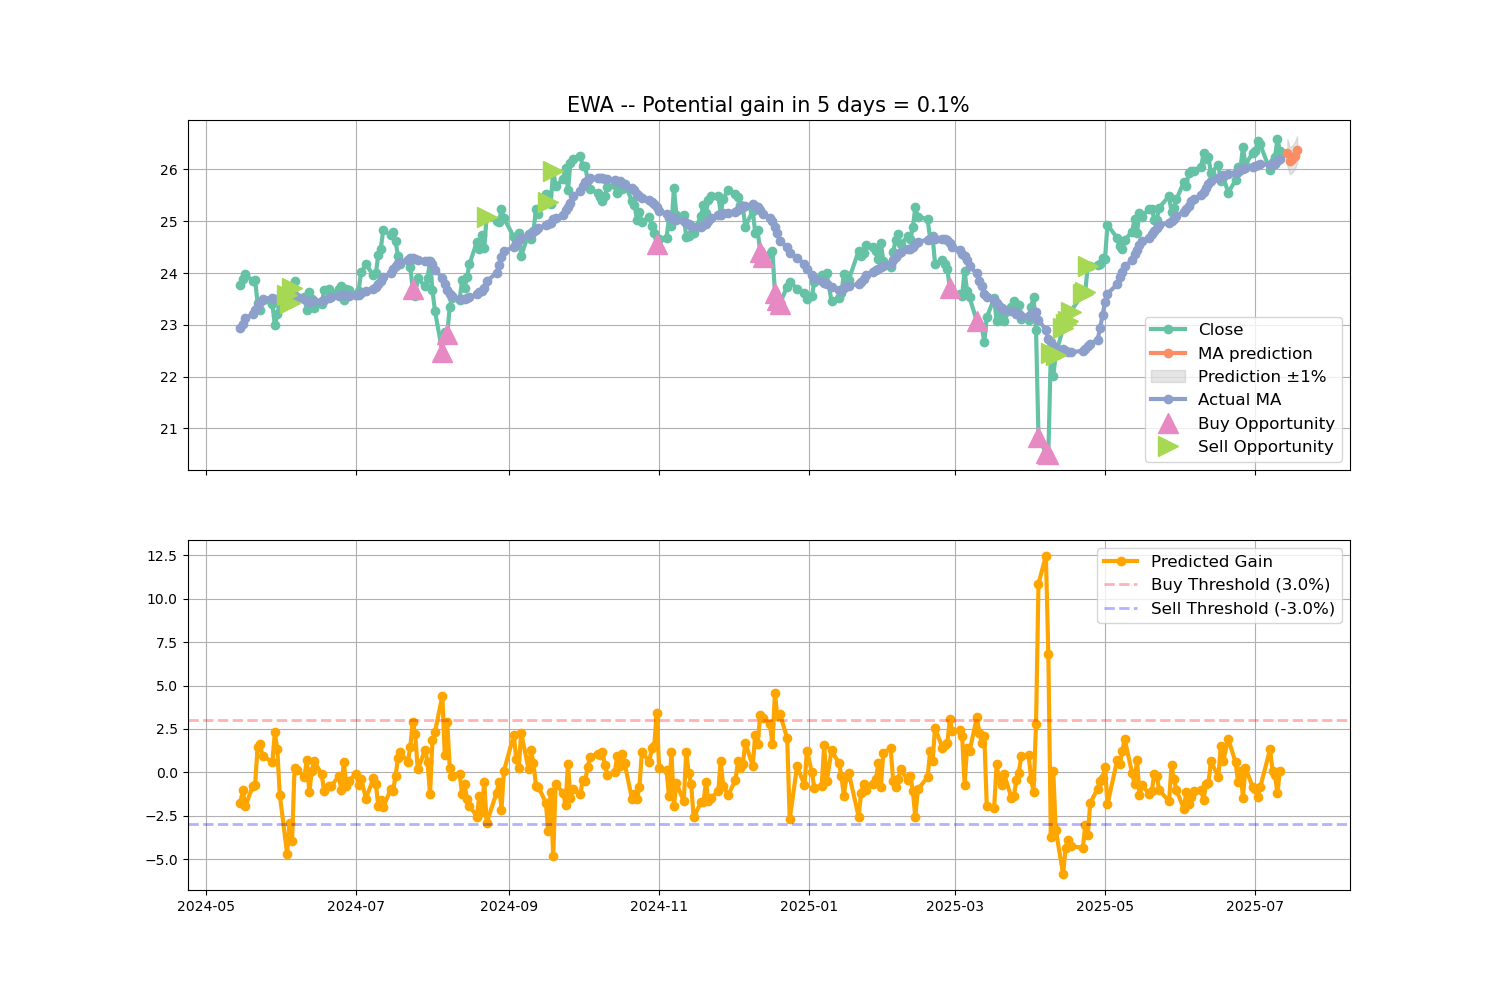 EWA -- Potential gain in 5 days = 0.1%
26
25
24
23
22
21
Close
MA prediction
Prediction ±1%
Actual MA
Buy Opportunity
Sell Opportunity
12.5
10.0
7.5
5.0
2.5
0.0
−2.5
−5.0
Predicted Gain
Buy Threshold (3.0%)
Sell Threshold (-3.0%)
2024-05
2024-07
2024-09
2024-11
2025-01
2025-03
2025-05
2025-07